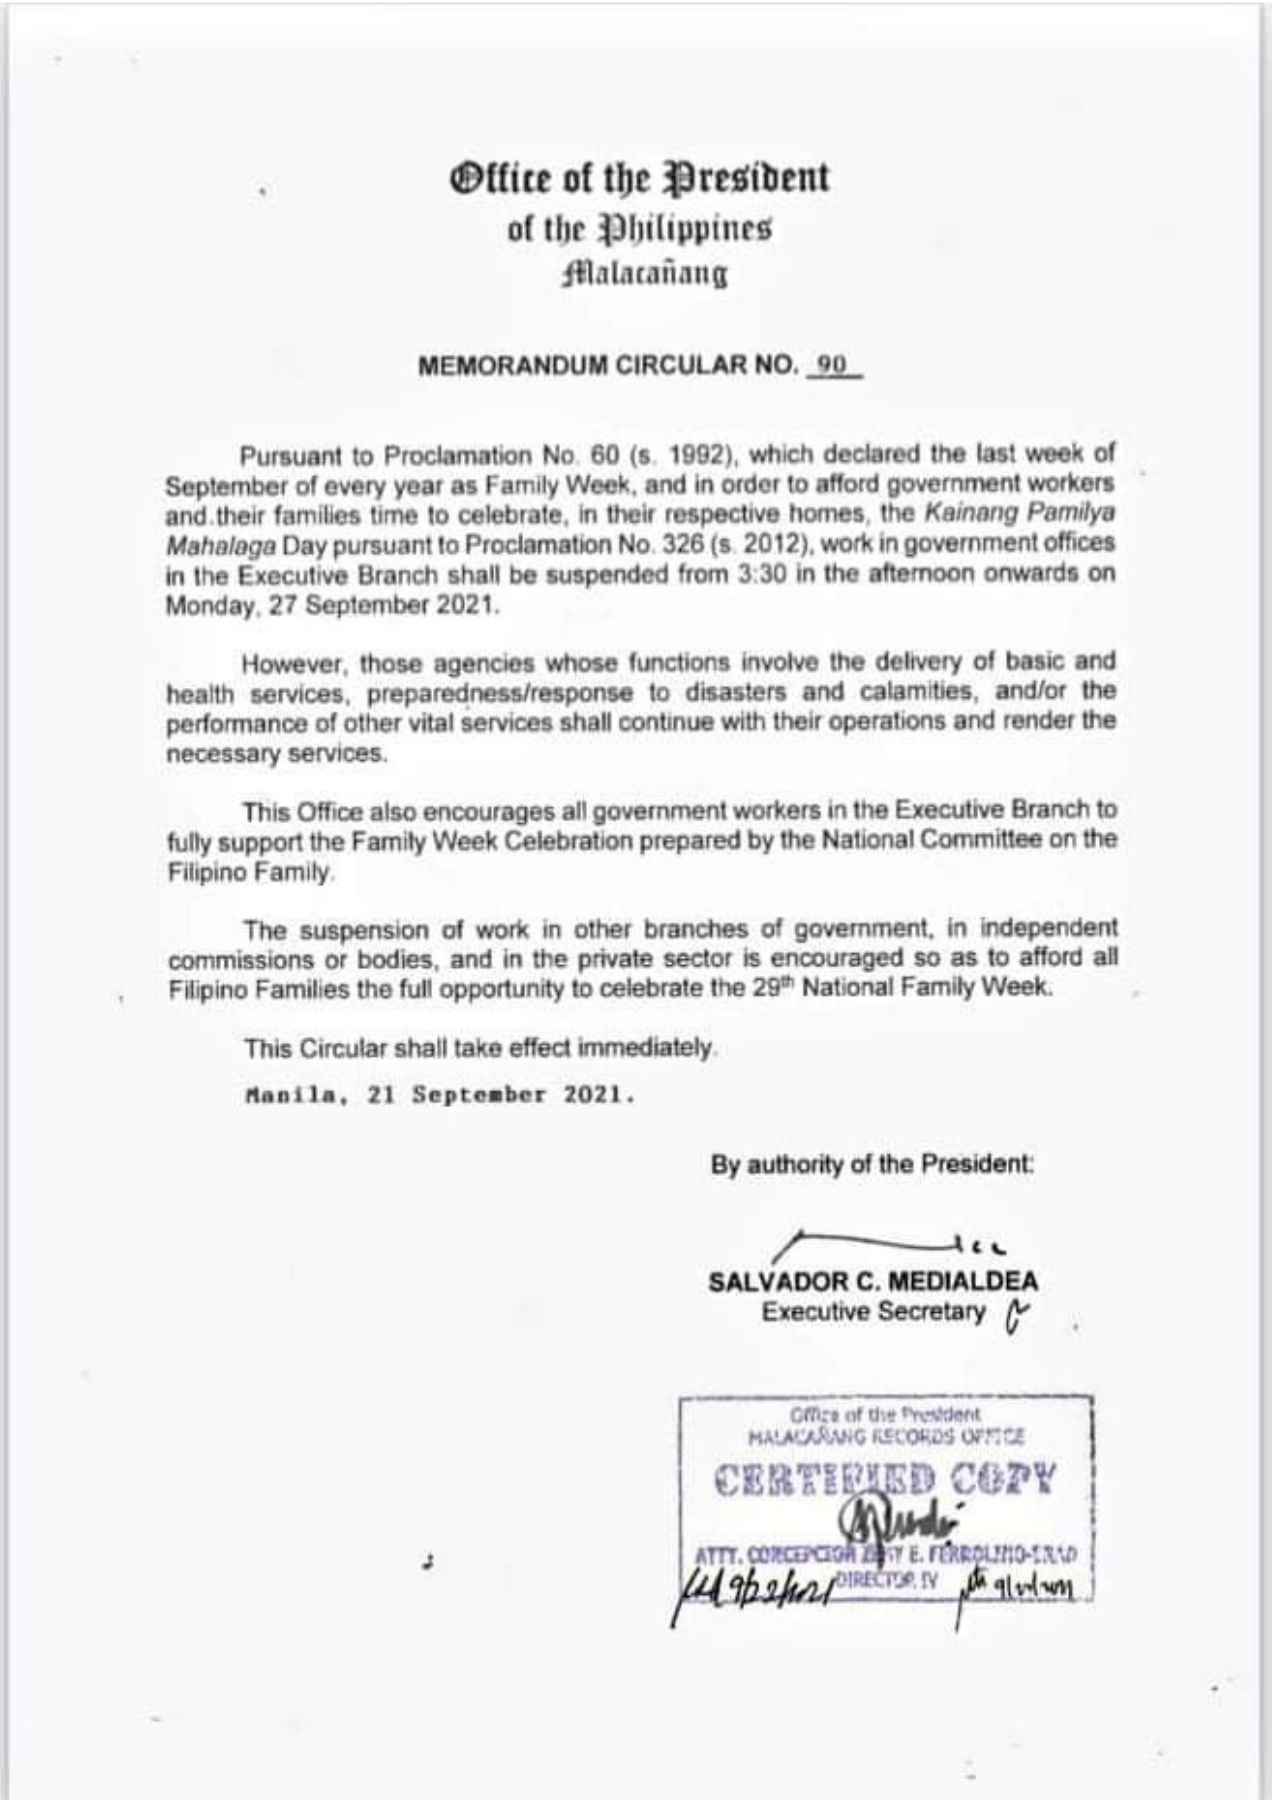 Office of the President
of the Philippines
Malacañang
MEMORANDUM CIRCULAR NO. 90
Pursuant to Proclamation No. 60 (s. 1992), which declared the last week of
September of every year as Family Week, and in order to afford government workers
and their families time to celebrate, in their respective homes, the Kainang Pamilya
Mahalaga Day pursuant to Proclamation No. 326 (s. 2012), work in government offices
in the Executive Branch shall be suspended from 3:30 in the afternoon onwards on
Monday, 27 September 2021.
However, those agencies whose functions involve the delivery of basic and
health services, preparedness/response to disasters and calamities, and/or the
performance of other vital services shall continue with their operations and render the
necessary services.
This Office also encourages all government workers in the Executive Branch to
fully support the Family Week Celebration prepared by the National Committee on the
Filipino Family.
The suspension of work in other branches of government, in independent
commissions or bodies, and in the private sector is encouraged so as to afford all
Filipino Families the full opportunity to celebrate the 29th National Family Week.
This Circular shall take effect immediately.
Manila, 21 September 2021.
By authority of the President:
SALVADOR C. MEDIALDEA
Executive Secretary
Office of the President
MALACAÑANG RECORDS OFFICE
CERTIFIED COPY
ATTY. CONCEPCION E. FERROLINO-ENAD
DIRECTOR IV
9/22/2021